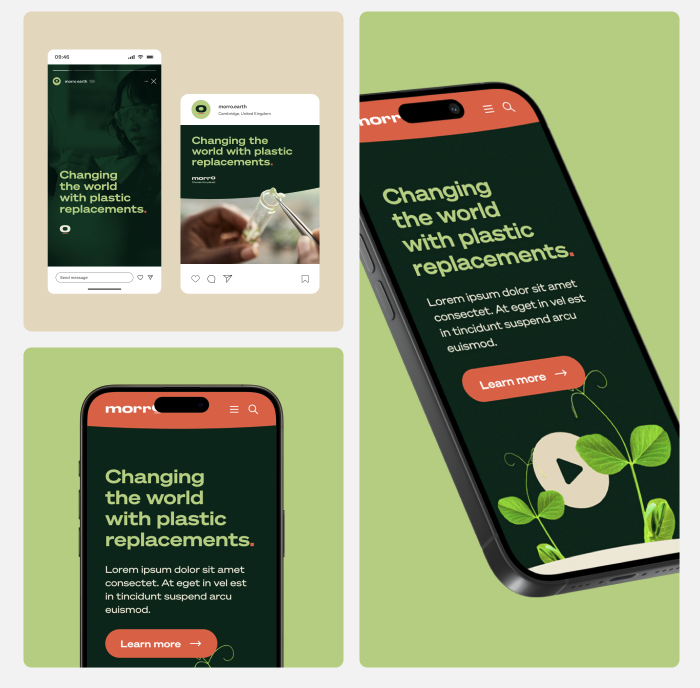 09:46
morro.earth
Changing
the world
with plastic
replacements.
Send message
morro.earth
Cambridge, United Kingdom
Changing the
world with plastic
replacements.
morro
morr
Changing
the world
with plastic
replacements.
Lorem ipsum dolor sit amet
consectet. At eget in vel est
in tincidunt suspend arcu
euismod.
Learn more
morr
Changing
the world
with plastic
replacements.
Lorem ipsum dolor sit amet
consectet. At eget in vel est
in tincidunt suspend arcu
euismod.
Learn more